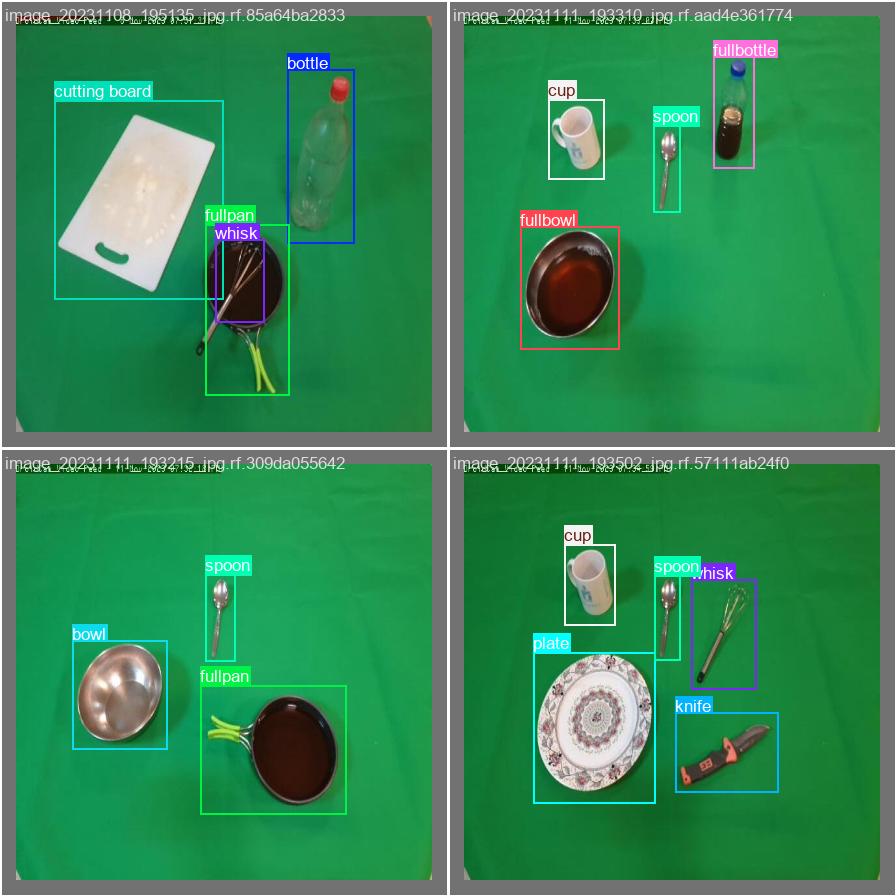 image_20231108_195135_jpg.rf.85a64ba2833
bottle
cutting board
fullpan
whisk
image_20231111_193310_jpg.rf.aad4e361774
fullbottle
cup
spoon
fullbowl
image_20231111_193215_jpg.rf.309da055642
spoon
bowl
fullpan
image_20231111_193502_jpg.rf.57111ab24f0
cup
spoon
whisk
plate
knife